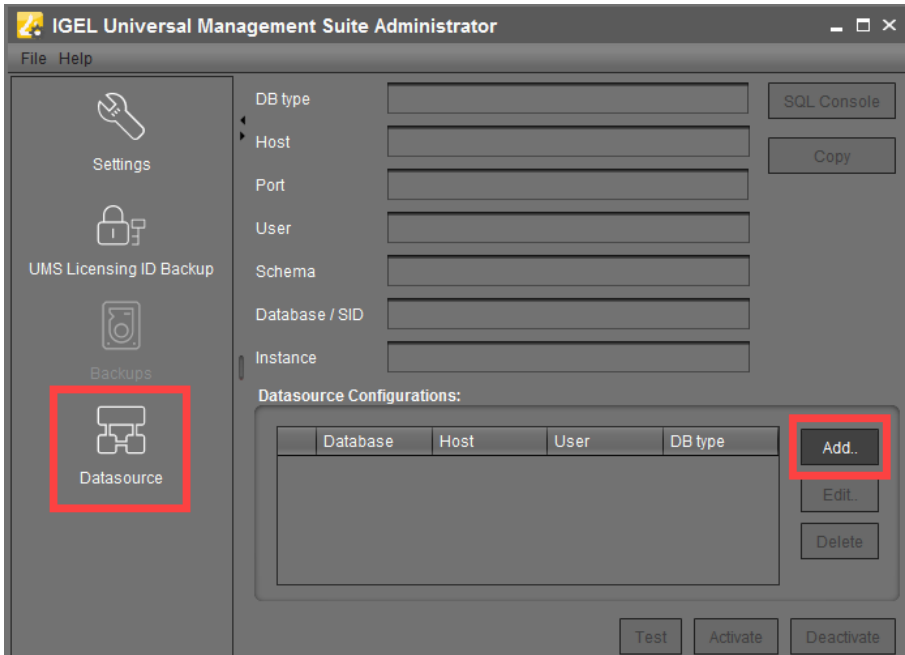 IGEL Universal Management Suite Administrator
File Help
Settings
UMS Licensing ID Backup
Backups
Datasource
DB type
Host
Port
User
Schema
Database / SID
Instance
SQL Console
Copy
Datasource Configurations:
Database Host User DB type
Add..
Edit..
Delete
Test Activate Deactivate